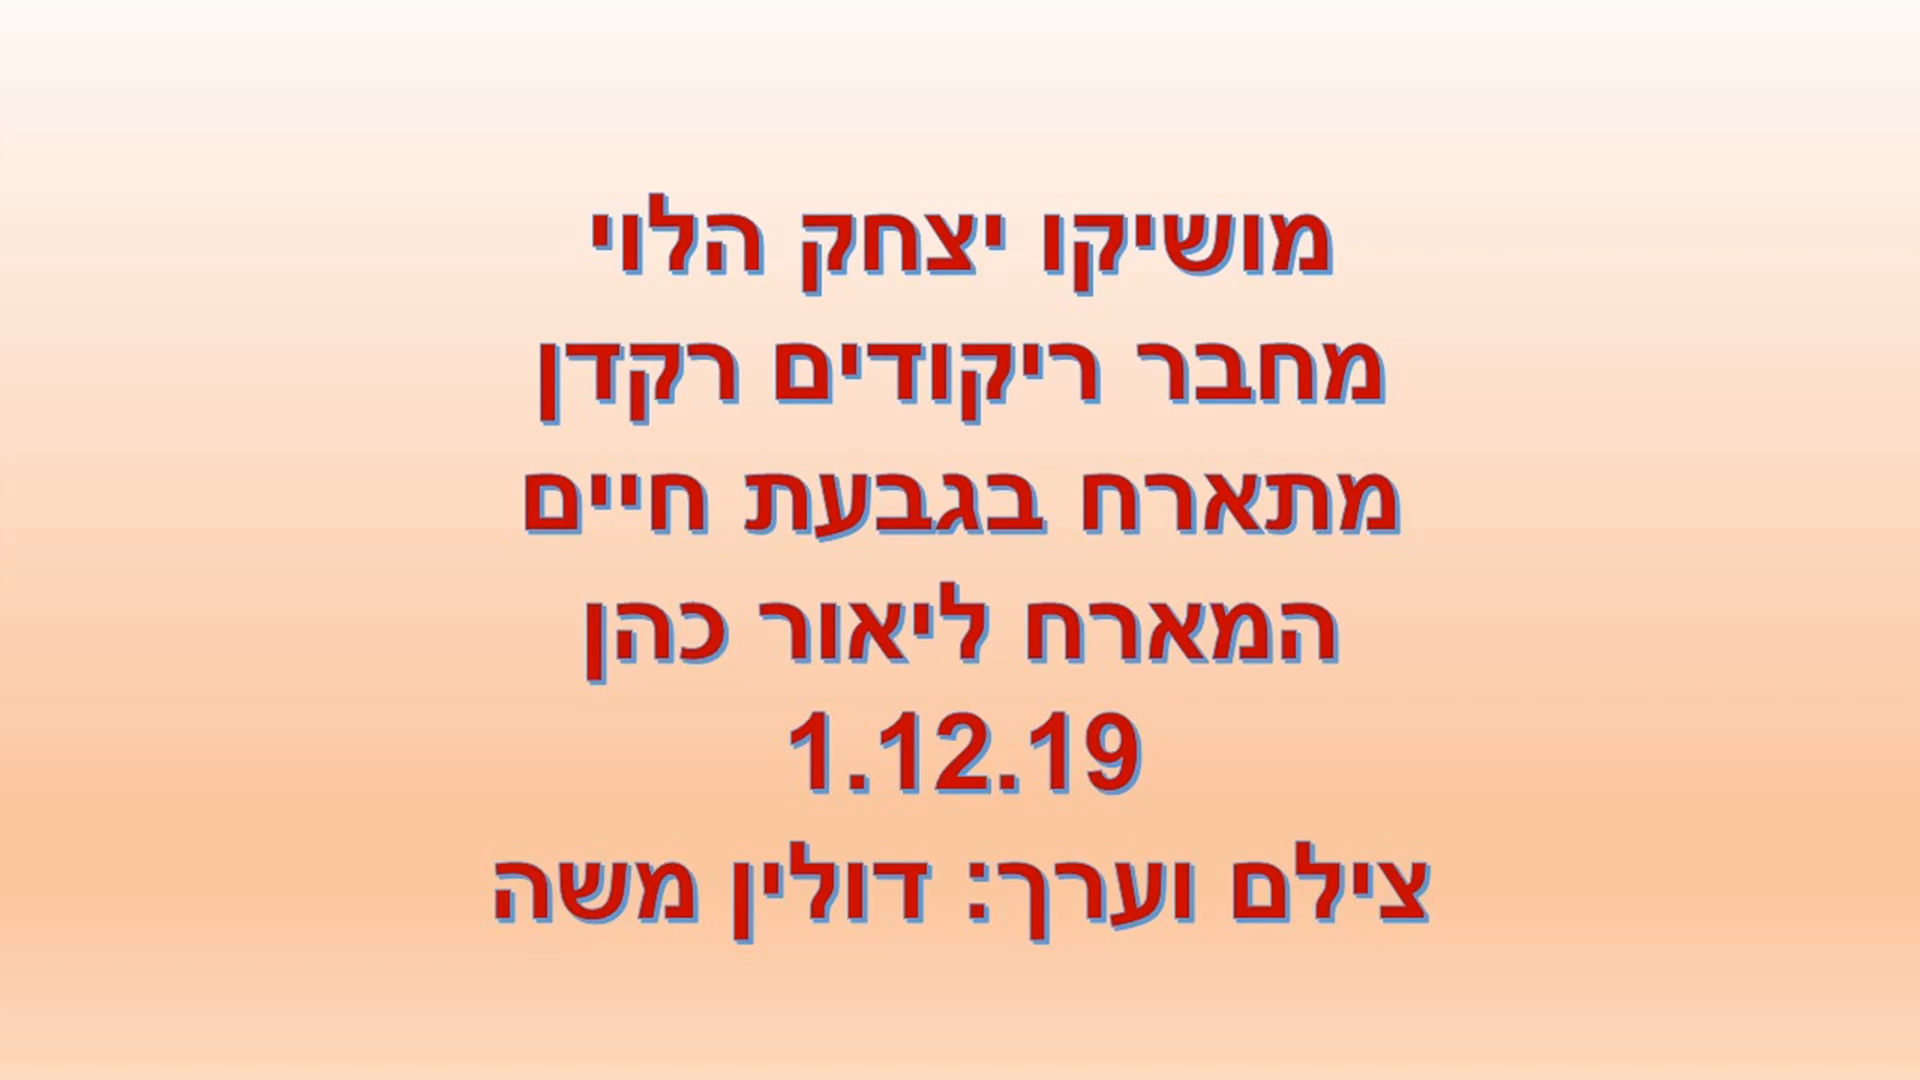 מושיקו יצחק הלוי
מחבר ריקודים רקדן
מתארח בגבעת חיים
המארח ליאור כהן
1.12.19
צילם וערך: דולין משה